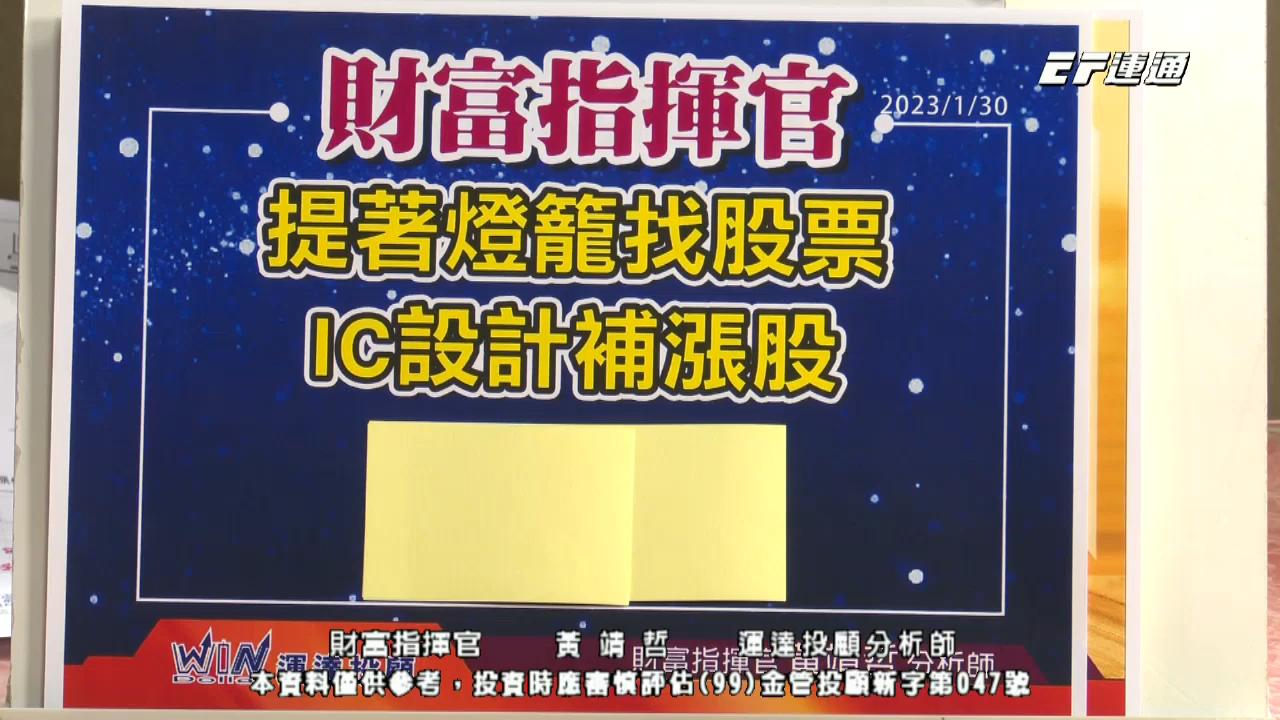 EF運通
財富指揮官
2023/1/30
提著燈籠找股票
IC設計補漲股
WIN
運達投顧
財富指揮官 黃靖哲 分析師
財富指揮官 黃靖哲 運達投顧分析師
本資料僅供參考，投資時應審慎評估(99)金管投顧新字第047號